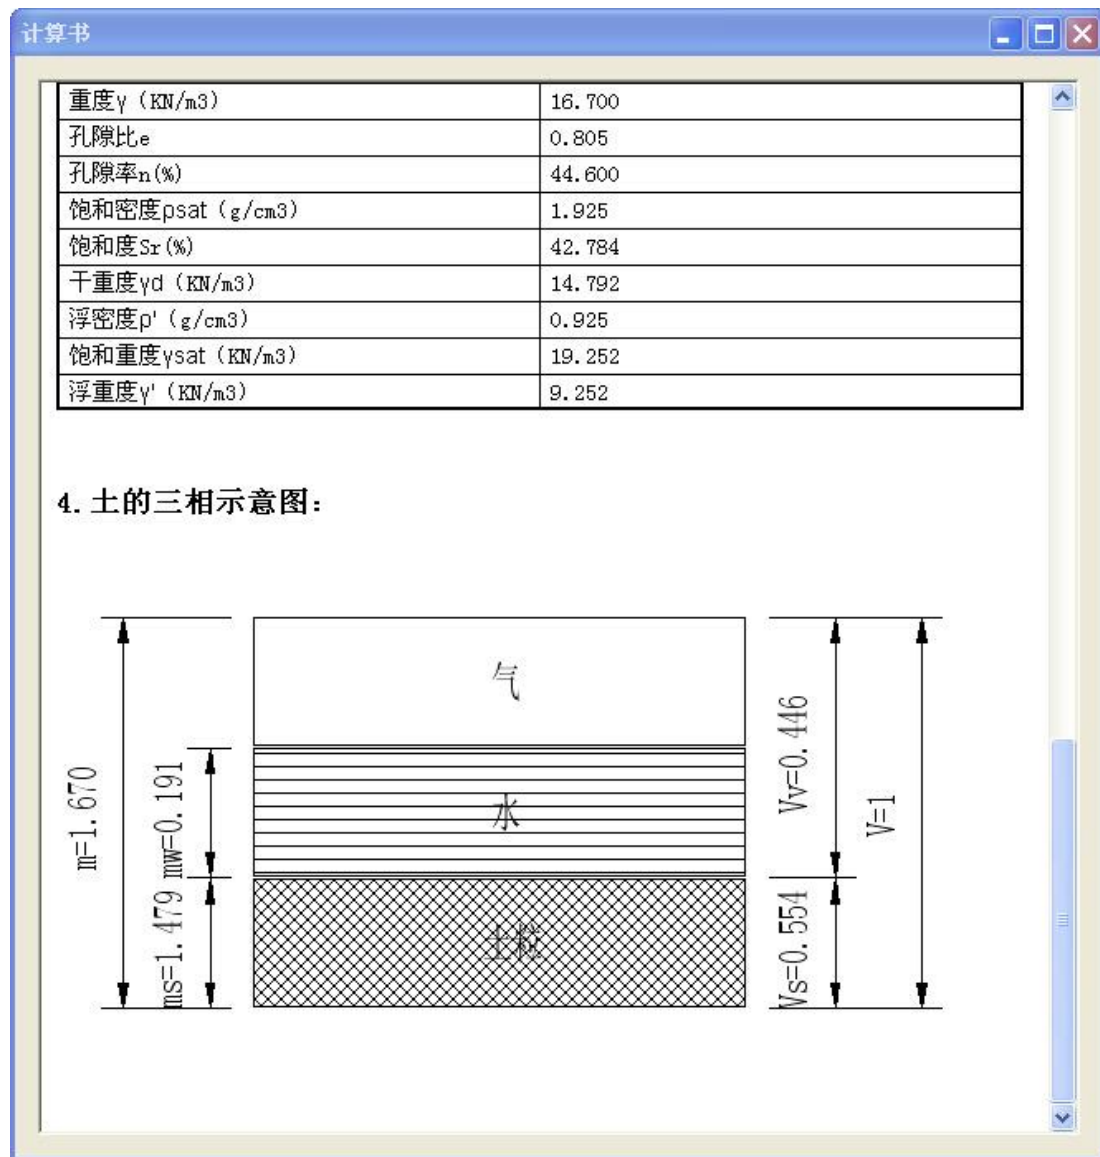 计算书
重度γ（KN/m3） 16.700
孔隙比e 0.805
孔隙率n(%) 44.600
饱和密度ρsat（g/cm3） 1.925
饱和度Sr(%) 42.784
干重度γd（KN/m3） 14.792
浮密度ρ'（g/cm3） 0.925
饱和重度γsat（KN/m3） 19.252
浮重度γ'（KN/m3） 9.252
4.土的三相示意图：
气
水
土粒
m=1.670
mw=0.191
ms=1.479
Vv=0.446
Vs=0.554
V=1